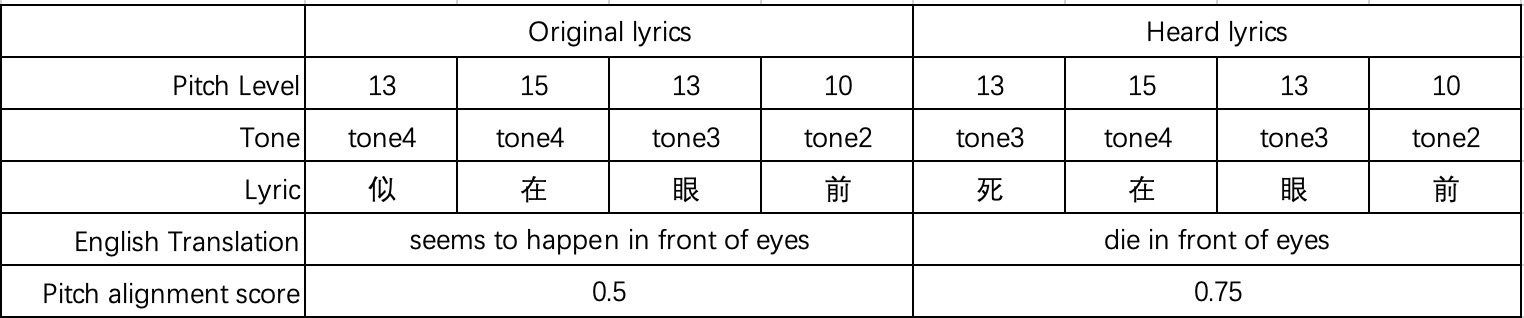 Original lyrics Heard lyrics
Pitch Level 13 15 13 10 13 15 13 10
Tone tone4 tone4 tone3 tone2 tone3 tone4 tone3 tone2
Lyric 似 在 眼 前 死 在 眼 前
English Translation seems to happen in front of eyes die in front of eyes
Pitch alignment score 0.5 0.75